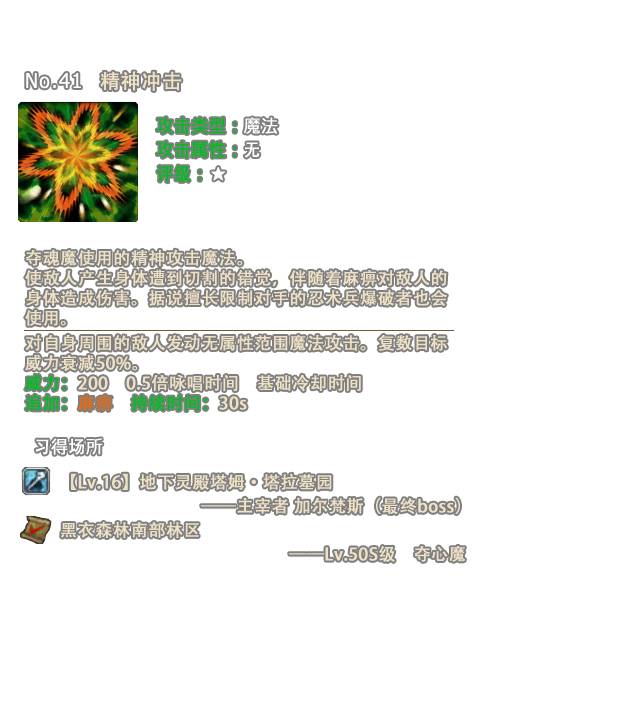 No.41 精神冲击
攻击类型：魔法
攻击属性：无
评级：☆
夺魂魔使用的精神攻击魔法。
使敌人产生身体遭到切割的错觉，伴随着麻痹对敌人的
身体造成伤害。据说擅长限制对手的忍术兵爆破者也会
使用。
对自身周围的敌人发动无属性范围魔法攻击。复数目标
威力衰减50%。
威力：200 0.5倍咏唱时间 基础冷却时间
追加：麻痹 持续时间：30s
习得场所
【Lv.16】地下灵殿塔姆·塔拉墓园
——主宰者 加尔梵斯（最终boss）
黑衣森林南部林区
——Lv.50S级 夺心魔